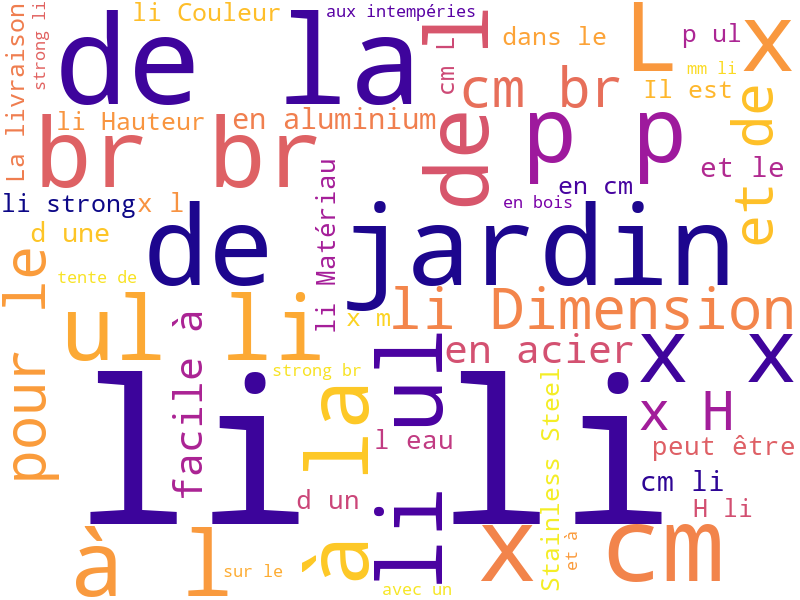 La livraison
strong li
li Couleur
aux intempéries
de la
cm L
de l
dans le
L x
p ul
mm li
Il est
cm br
li Hauteur
en aluminium
br br
p p
et de
et le
li strong
x l
en cm
en bois
d une
de jardin
li Matériau
tente de
pour le
ul li
x m
li Dimension
facile à
strong br
li ul
en acier
x x
li li
à la
Stainless Steel
x H
l eau
peut être
cm li
d un
H li
à l
x cm
sur le
et à
avec un